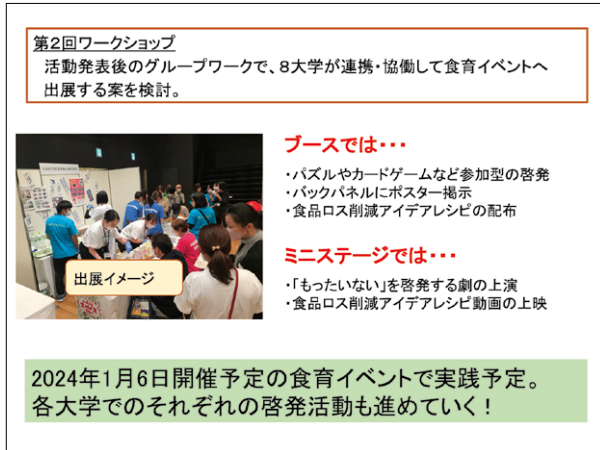 第２回ワークショップ
活動発表後のグループワークで、８大学が連携・協働して食育イベントへ
出展する案を検討。
ブースでは・・・
・パズルやカードゲームなど参加型の啓発
・バックパネルにポスター掲示
・食品ロス削減アイデアレシピの配布
出展イメージ
ミニステージでは・・・
・「もったいない」を啓発する劇の上演
・食品ロス削減アイデアレシピ動画の上映
2024年1月6日開催予定の食育イベントで実践予定。
各大学でのそれぞれの啓発活動も進めていく！